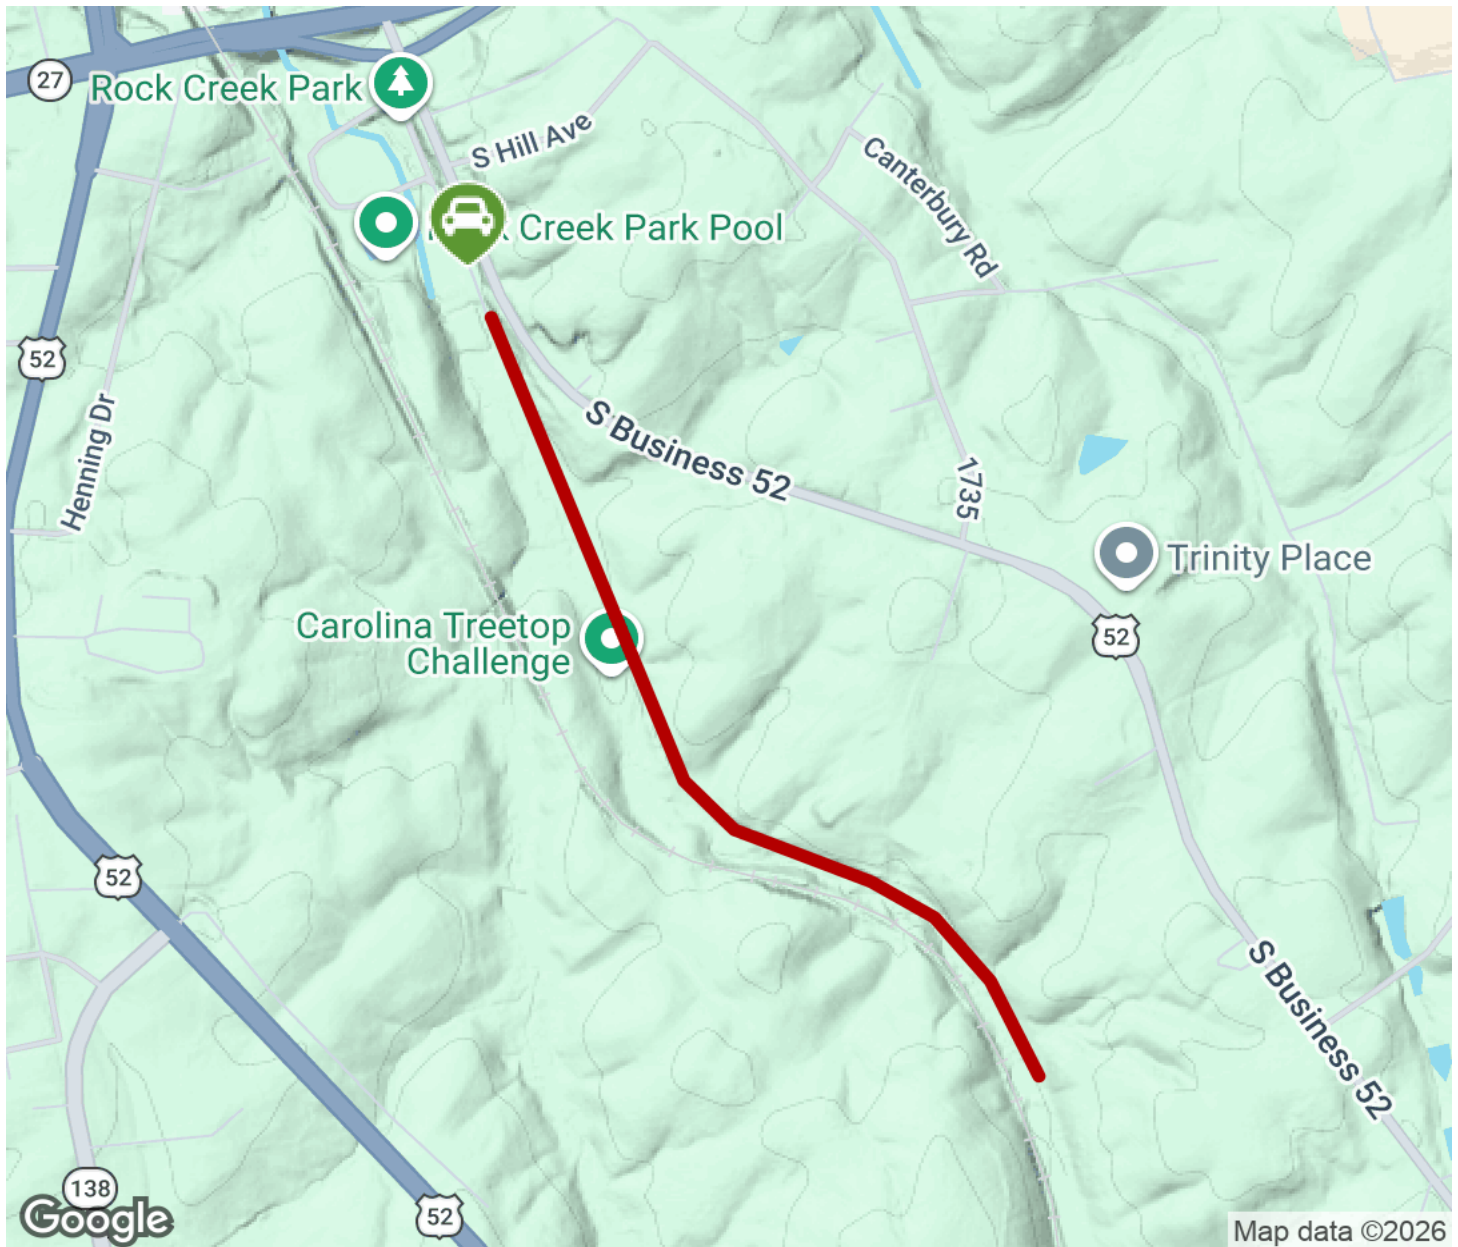 27
Rock Creek Park
S Hill Ave
Canterbury Rd
Creek Park Pool
52
Henning Dr
S Business 52
1735
Trinity Place
52
Carolina Treetop
Challenge
52
S Business 52
138
52
Google
Map data ©2026